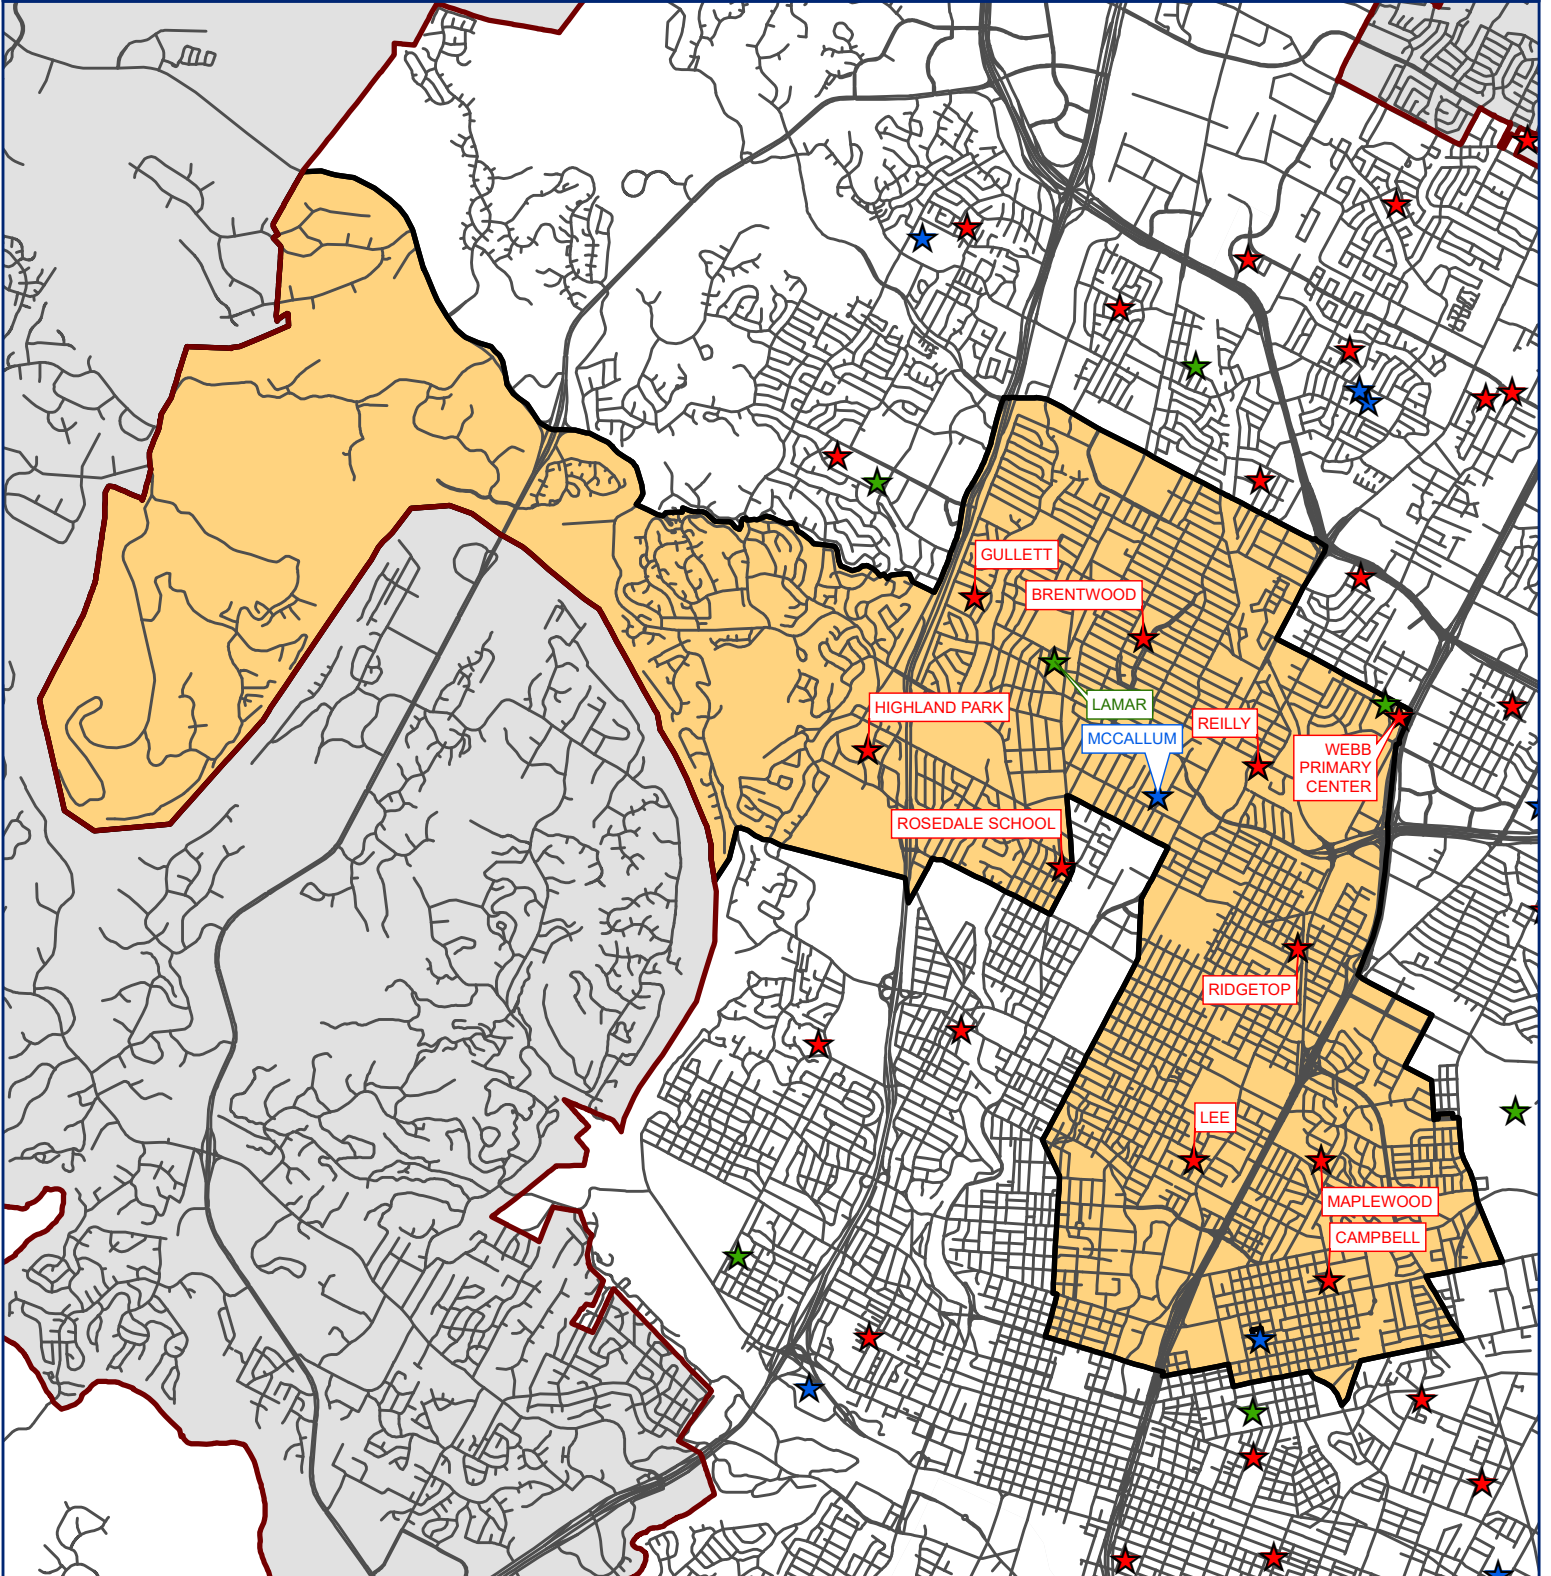 GULLETT
BRENTWOOD
HIGHLAND PARK
LAMAR
REILLY
MCCALLUM
WEBB
PRIMARY
CENTER
ROSEDALE SCHOOL
RIDGETOP
LEE
MAPLEWOOD
CAMPBELL